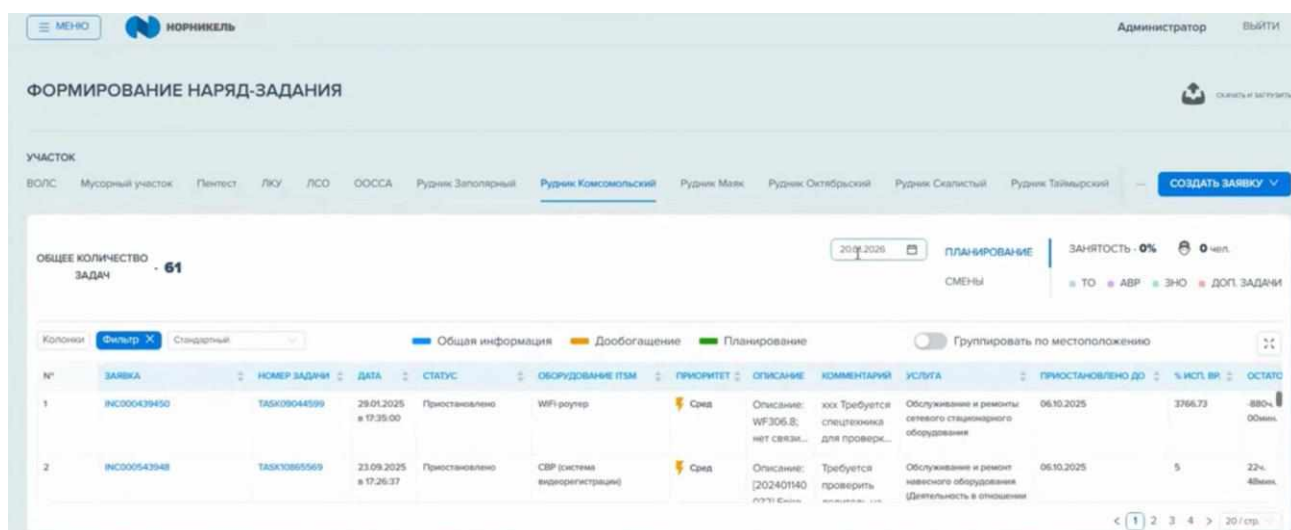 МЕНЮ НОРНИКЕЛЬ Администратор ВЫЙТИ
ФОРМИРОВАНИЕ НАРЯД-ЗАДАНИЯ СКАЧАТЬ И ЗАГРУЗИТЬ
УЧАСТОК
ВОЛС Мусорный участок Пентест ЛКУ ЛСО ООССА Рудник Заполярный Рудник Комсомольский Рудник Маяк Рудник Октябрьский Рудник Скалистый Рудник Таймырский ... СОЗДАТЬ ЗАЯВКУ
ОБЩЕЕ КОЛИЧЕСТВО
ЗАДАЧ - 61
ПЛАНИРОВАНИЕ
СМЕНЫ
ЗАНЯТОСТЬ - 0% 0 чел.
ТО АВР ЗНО ДОП. ЗАДАЧИ
Колонки Фильтр X Стандартный Общая информация Дообогащение Планирование Группировать по местоположению
N° ЗАЯВКА НОМЕР ЗАДАЧИ ДАТА СТАТУС ОБОРУДОВАНИЕ ITSM ПРИОРИТЕТ ОПИСАНИЕ КОММЕНТАРИЙ УСЛУГА ПРИОСТАНОВЛЕНО ДО % ИСП. ВР. ОСТАТО
1 INC000439450 TASK09044599 29.01.2025 Приостановлено WiFi-роутер Сред Описание: xxx Требуется Обслуживание и ремонты 06.10.2025 3766.73 -880ч.
в 17:35:00 WF306.8; спецтехника сетевого стационарного 00мин.
нет связи... для проверк... оборудования
2 INC000543948 TASK10865569 23.09.2025 Приостановлено СВР (система Сред Описание: Требуется Обслуживание и ремонт 06.10.2025 5 22ч.
в 17:26:37 видеорегистрации) [202401140 проверить навесного оборудования 48мин.
(Деятельность в отношении
< 1 2 3 4 > 20 / стр.